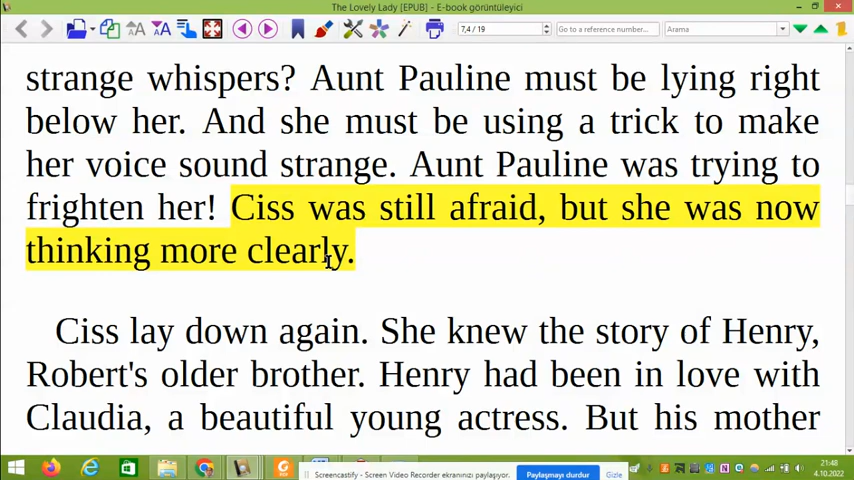 The Lovely Lady [EPUB] - E-book görüntüleyici
7,4 / 19
Go to a reference number...
Arama
strange whispers? Aunt Pauline must be lying right
below her. And she must be using a trick to make
her voice sound strange. Aunt Pauline was trying to
frighten her! Ciss was still afraid, but she was now
thinking more clearly.
Ciss lay down again. She knew the story of Henry,
Robert's older brother. Henry had been in love with
Claudia, a beautiful young actress. But his mother
Screencastify - Screen Video Recorder ekranınızı paylaşıyor.
Paylaşmayı durdur
Gizle
21:48
4.10.2022